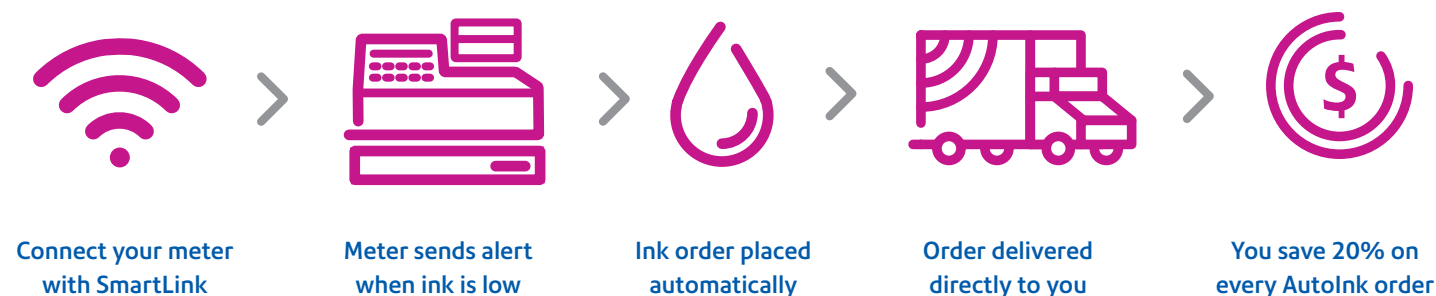 $
Connect your meter
with SmartLink
Meter sends alert
when ink is low
Ink order placed
automatically
Order delivered
directly to you
You save 20% on
every AutoInk order